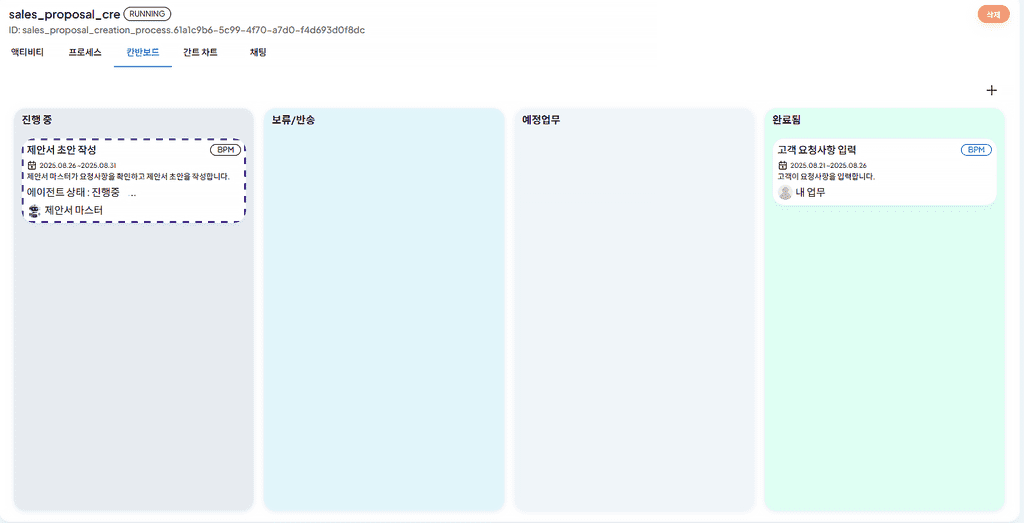 sales_proposal_cre RUNNING
삭제
ID: sales_proposal_creation_process.61a1c9b6-5c99-4f70-a7d0-f4d693d0f8dc
액티비티 프로세스 칸반보드 간트 차트 채팅
+
진행 중
제안서 초안 작성 BPM
2025.08.26~2025.08.31
제안서 마스터가 요청사항을 확인하고 제안서 초안을 작성합니다.
에이전트 상태 : 진행중 ..
제안서 마스터
보류/반송
예정업무
완료됨
고객 요청사항 입력 BPM
2025.08.21~2025.08.26
고객이 요청사항을 입력합니다.
내 업무